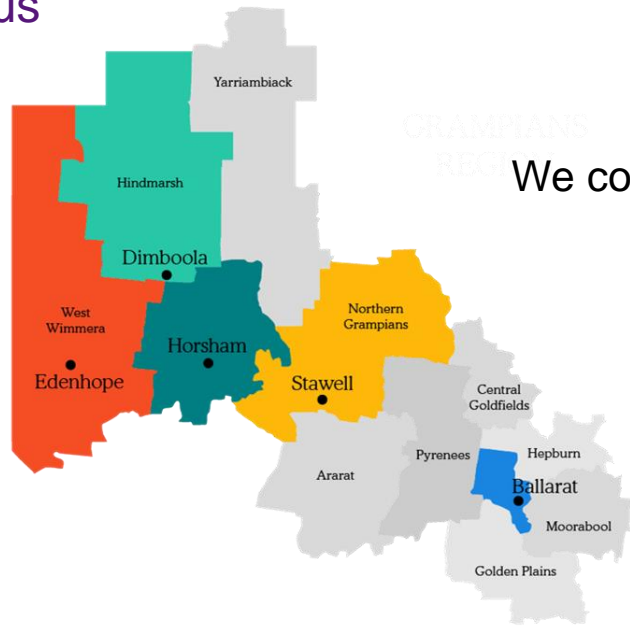 us
Yarriambiack
GRAMPIANS
REGION
We co
Hindmarsh
Dimboola
West
Wimmera
Northern
Grampians
Horsham
Edenhope
Stawell
Central
Goldfields
Ararat
Pyrenees
Hepburn
Ballarat
Moorabool
Golden Plains